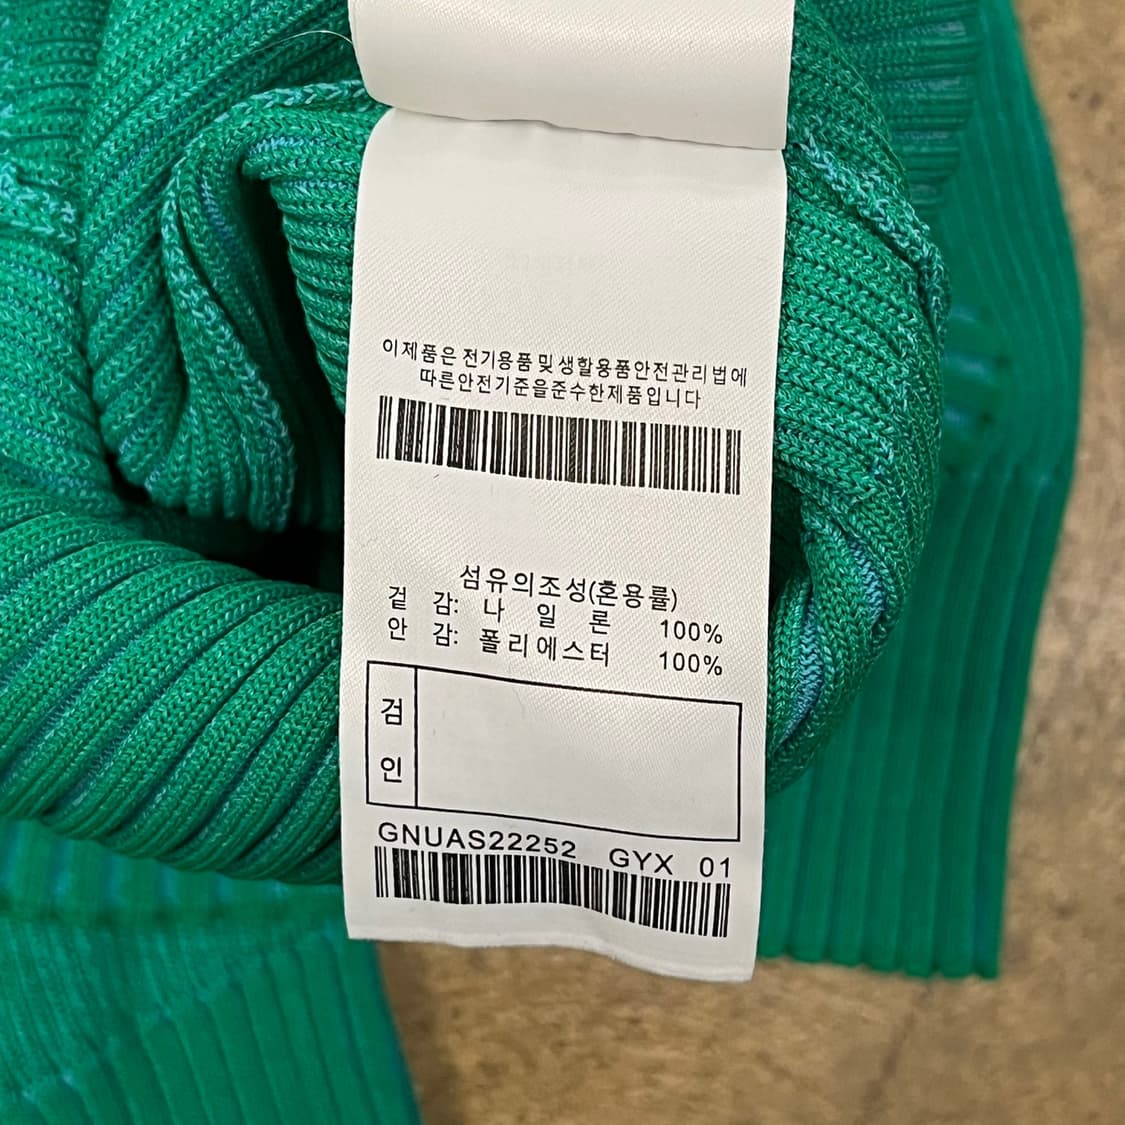 이제품은 전기용품 및 생활용품안전관리법에
따른안전기준을준수한제품입니다
섬유의조성(혼용률)
겉 감: 나 일 론 100%
안 감: 폴리에스터 100%
검
인
GNUAS22252 GYX 01